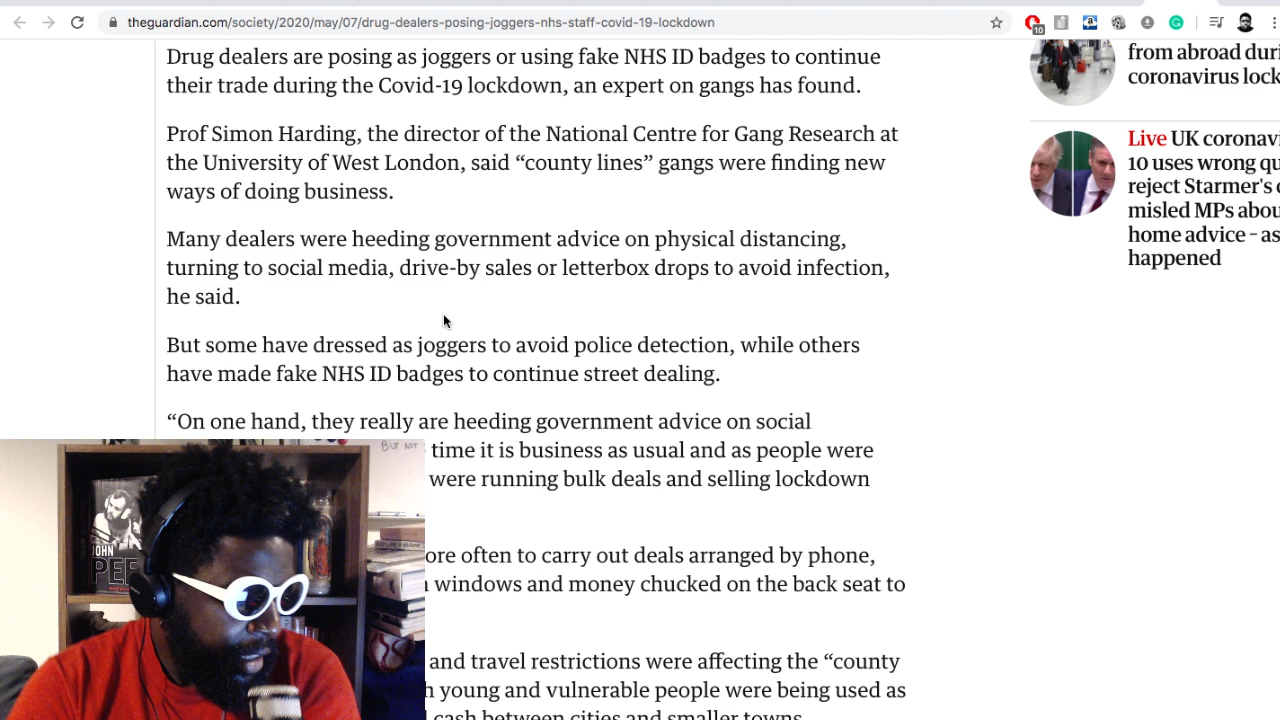 theguardian.com/society/2020/may/07/drug-dealers-posing-joggers-nhs-staff-covid-19-lockdown
10
Drug dealers are posing as joggers or using fake NHS ID badges to continue
their trade during the Covid-19 lockdown, an expert on gangs has found.
Prof Simon Harding, the director of the National Centre for Gang Research at
the University of West London, said “county lines” gangs were finding new
ways of doing business.
Many dealers were heeding government advice on physical distancing,
turning to social media, drive-by sales or letterbox drops to avoid infection,
he said.
But some have dressed as joggers to avoid police detection, while others
have made fake NHS ID badges to continue street dealing.
“On one hand, they really are heeding government advice on social
time it is business as usual and as people were
were running bulk deals and selling lockdown
ore often to carry out deals arranged by phone,
windows and money chucked on the back seat to
and travel restrictions were affecting the “county
young and vulnerable people were being used as
cash between cities and smaller towns
from abroad duri
coronavirus lock
Live UK coronavi
10 uses wrong qu
reject Starmer's c
misled MPs abou
home advice – as
happened
BUT NOT
JOHN
PEE